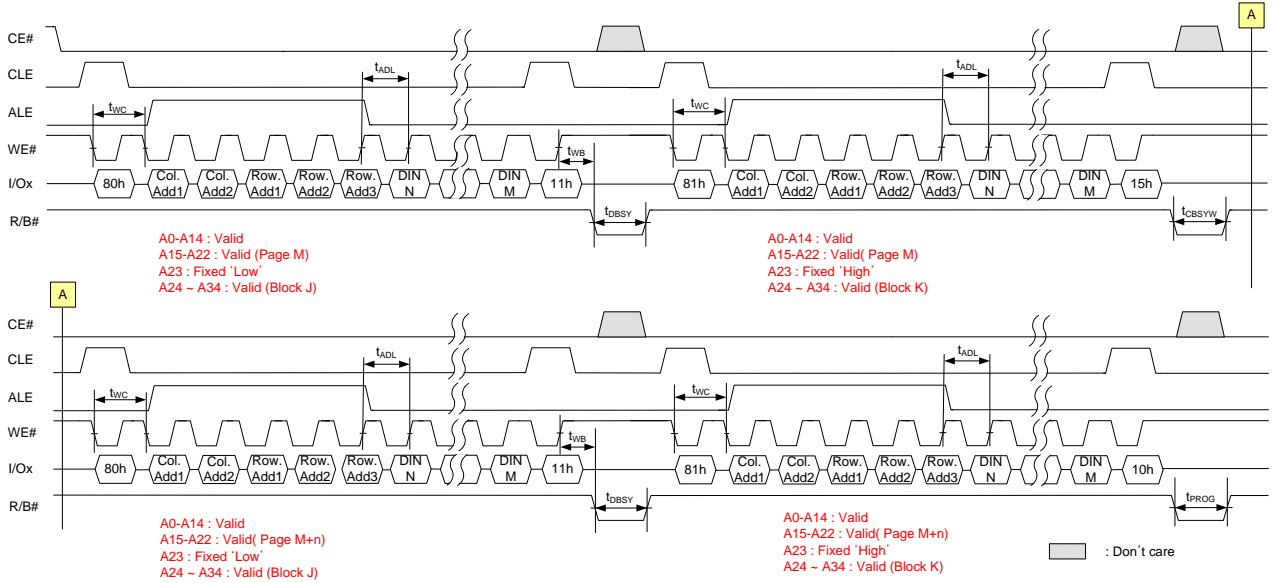 A
CE#
CLE
tADL tADL
ALE
tWC tWC
WE#
tWB
I/Ox 80h Col. Add1 Col. Add2 Row. Add1 Row. Add2 Row. Add3 DIN N DIN M 11h 81h Col. Add1 Col. Add2 Row. Add1 Row. Add2 Row. Add3 DIN N DIN M 15h
R/B# tDBSY tCBSYW
A0-A14 : Valid
A15-A22 : Valid (Page M)
A23 : Fixed ‘Low’
A24 ~ A34 : Valid (Block J)
A0-A14 : Valid
A15-A22 : Valid( Page M)
A23 : Fixed ‘High’
A24 ~ A34 : Valid (Block K)
A
CE#
CLE
tADL tADL
ALE
tWC tWC
WE#
tWB
I/Ox 80h Col. Add1 Col. Add2 Row. Add1 Row. Add2 Row. Add3 DIN N DIN M 11h 81h Col. Add1 Col. Add2 Row. Add1 Row. Add2 Row. Add3 DIN N DIN M 10h
R/B# tDBSY tPROG
A0-A14 : Valid
A15-A22 : Valid( Page M+n)
A23 : Fixed ‘Low’
A24 ~ A34 : Valid (Block J)
A0-A14 : Valid
A15-A22 : Valid( Page M+n)
A23 : Fixed ‘High’
A24 ~ A34 : Valid (Block K)
: Don’t care